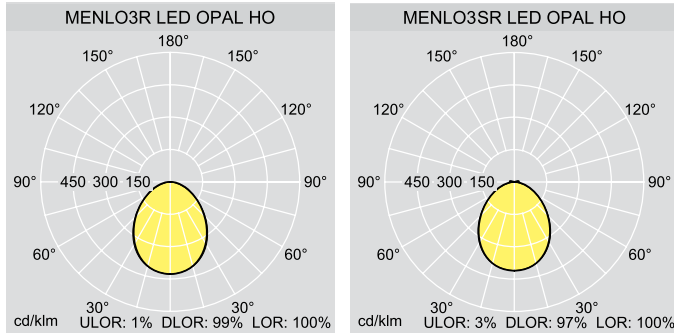 MENLO3R LED OPAL HO
180°
150° 150°
120° 120°
90° 450 300 150 90°
60° 60°
30° 30°
cd/klm ULOR: 1% DLOR: 99% LOR: 100%
MENLO3SR LED OPAL HO
180°
150° 150°
120° 120°
90° 450 300 150 90°
60° 60°
30° 30°
cd/klm ULOR: 3% DLOR: 97% LOR: 100%